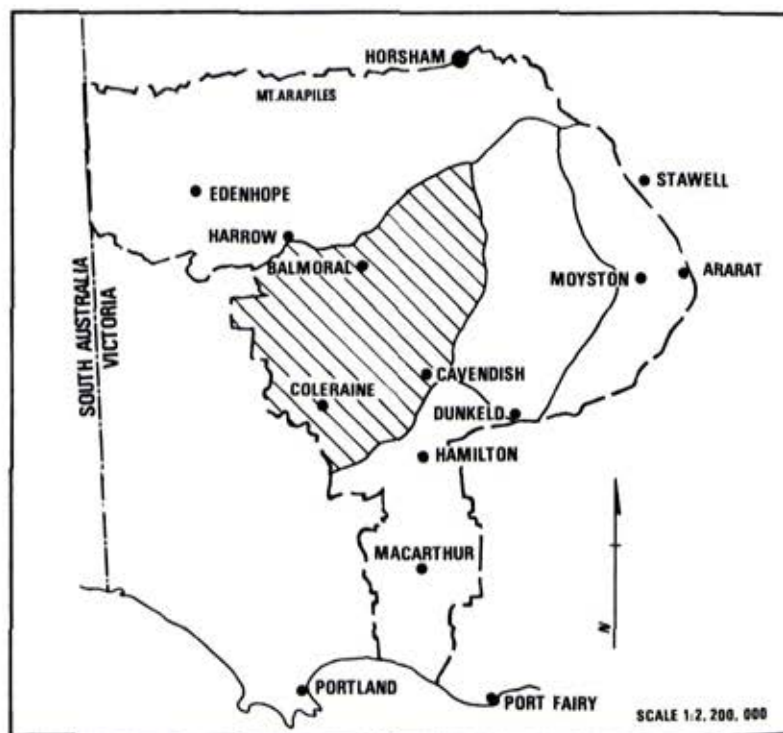 HORSHAM
MT. ARAPILES
STAWELL
EDENHOPE
HARROW
BALMORAL
MOYSTON
ARARAT
SOUTH AUSTRALIA
VICTORIA
CAVENDISH
COLERAINE
DUNKELD
HAMILTON
MACARTHUR
N
PORTLAND
PORT FAIRY
SCALE 1:2, 200, 000